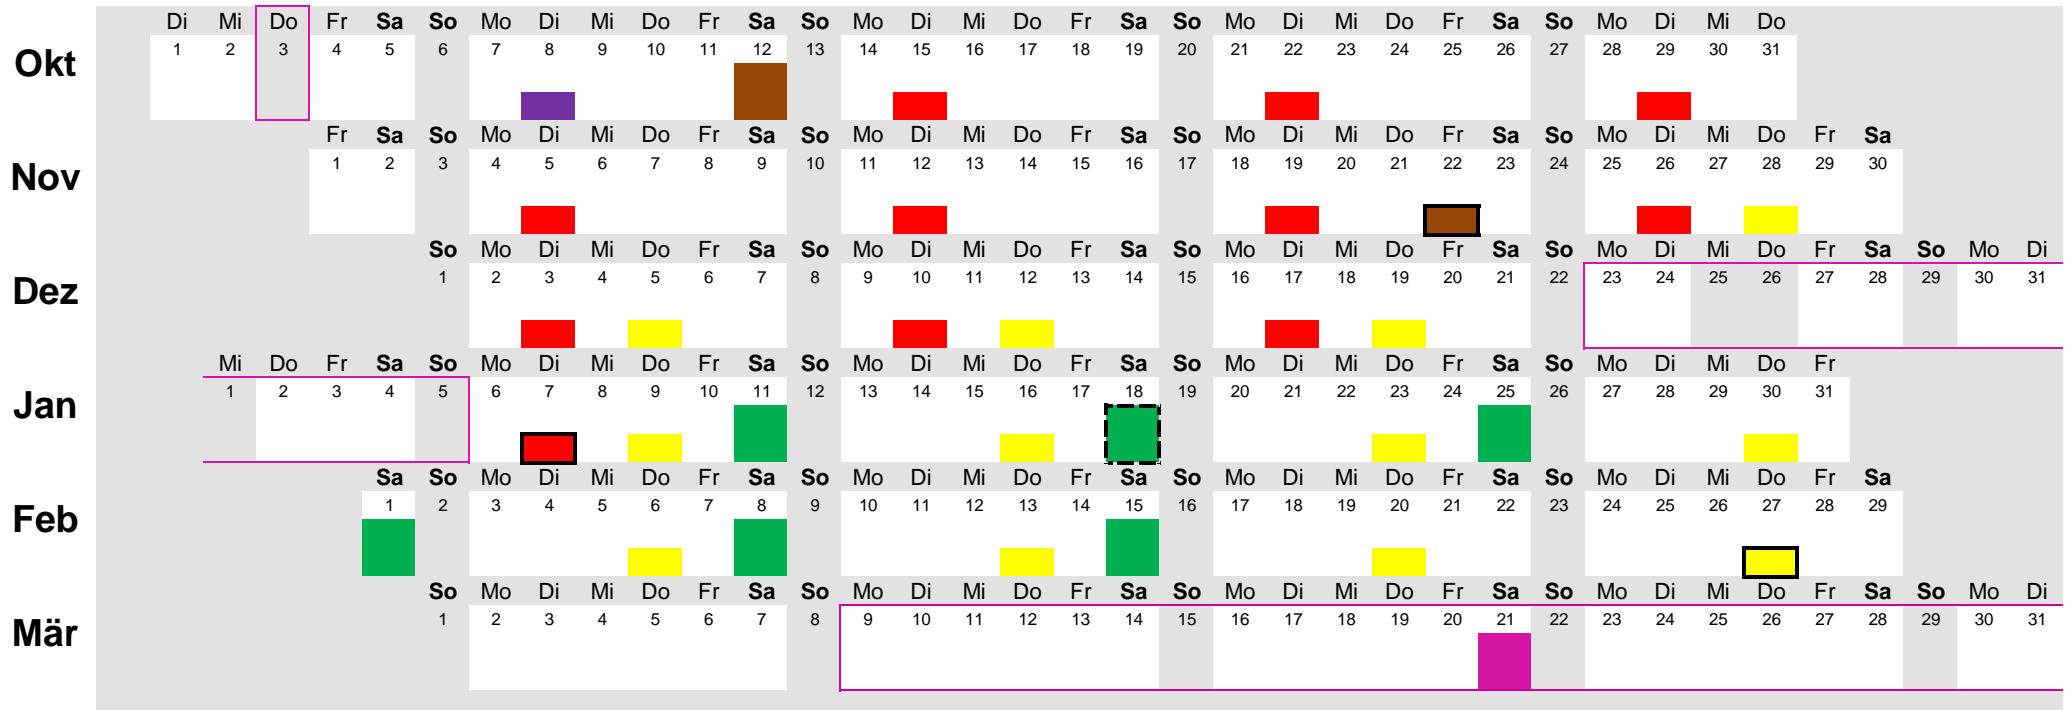 Di Mi Do Fr Sa So Mo Di Mi Do Fr Sa So Mo Di Mi Do Fr Sa So Mo Di Mi Do Fr Sa So Mo Di Mi Do
Okt 1 2 3 4 5 6 7 8 9 10 11 12 13 14 15 16 17 18 19 20 21 22 23 24 25 26 27 28 29 30 31
Fr Sa So Mo Di Mi Do Fr Sa So Mo Di Mi Do Fr Sa So Mo Di Mi Do Fr Sa So Mo Di Mi Do Fr Sa
Nov 1 2 3 4 5 6 7 8 9 10 11 12 13 14 15 16 17 18 19 20 21 22 23 24 25 26 27 28 29 30
So Mo Di Mi Do Fr Sa So Mo Di Mi Do Fr Sa So Mo Di Mi Do Fr Sa So Mo Di Mi Do Fr Sa So Mo Di
Dez 1 2 3 4 5 6 7 8 9 10 11 12 13 14 15 16 17 18 19 20 21 22 23 24 25 26 27 28 29 30 31
Mi Do Fr Sa So Mo Di Mi Do Fr Sa So Mo Di Mi Do Fr Sa So Mo Di Mi Do Fr Sa So Mo Di Mi Do Fr
Jan 1 2 3 4 5 6 7 8 9 10 11 12 13 14 15 16 17 18 19 20 21 22 23 24 25 26 27 28 29 30 31
Sa So Mo Di Mi Do Fr Sa So Mo Di Mi Do Fr Sa So Mo Di Mi Do Fr Sa So Mo Di Mi Do Fr Sa
Feb 1 2 3 4 5 6 7 8 9 10 11 12 13 14 15 16 17 18 19 20 21 22 23 24 25 26 27 28 29
So Mo Di Mi Do Fr Sa So Mo Di Mi Do Fr Sa So Mo Di Mi Do Fr Sa So Mo Di Mi Do Fr Sa So Mo Di
Mär 1 2 3 4 5 6 7 8 9 10 11 12 13 14 15 16 17 18 19 20 21 22 23 24 25 26 27 28 29 30 31